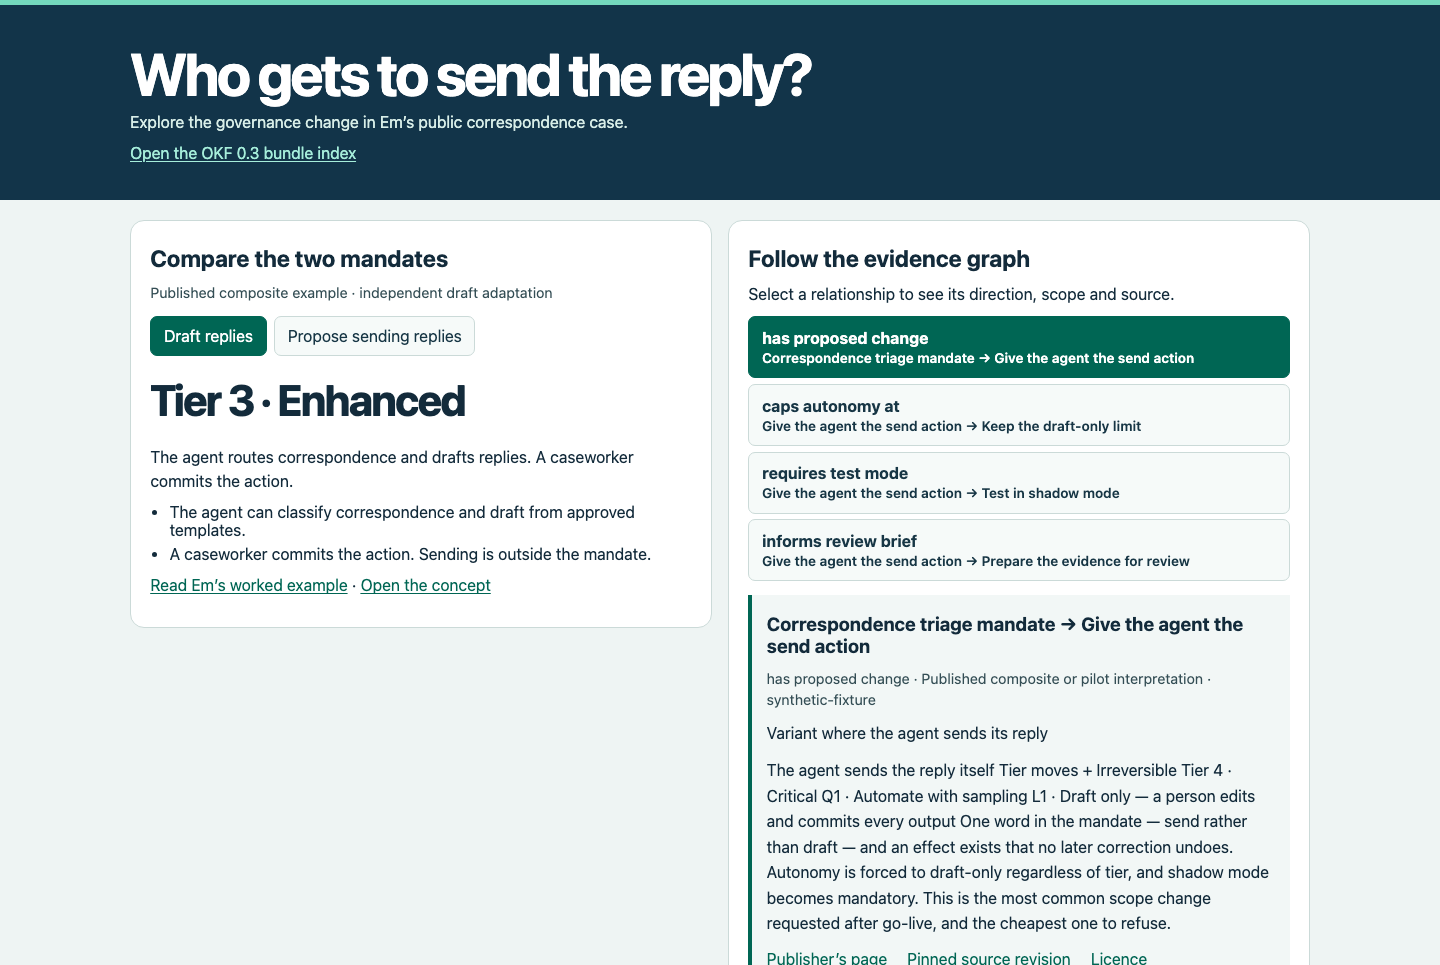 Who gets to send the reply?
Explore the governance change in Em’s public correspondence case.
Open the OKF 0.3 bundle index
Compare the two mandates
Published composite example · independent draft adaptation
Draft replies
Propose sending replies
Tier 3 · Enhanced
The agent routes correspondence and drafts replies. A caseworker
commits the action.
• The agent can classify correspondence and draft from approved
templates.
• A caseworker commits the action. Sending is outside the mandate.
Read Em’s worked example · Open the concept
Follow the evidence graph
Select a relationship to see its direction, scope and source.
has proposed change
Correspondence triage mandate → Give the agent the send action
caps autonomy at
Give the agent the send action → Keep the draft-only limit
requires test mode
Give the agent the send action → Test in shadow mode
informs review brief
Give the agent the send action → Prepare the evidence for review
Correspondence triage mandate → Give the agent the
send action
has proposed change · Published composite or pilot interpretation ·
synthetic-fixture
Variant where the agent sends its reply
The agent sends the reply itself Tier moves + Irreversible Tier 4 ·
Critical Q1 · Automate with sampling L1 · Draft only — a person edits
and commits every output One word in the mandate — send rather
than draft — and an effect exists that no later correction undoes.
Autonomy is forced to draft-only regardless of tier, and shadow mode
becomes mandatory. This is the most common scope change
requested after go-live, and the cheapest one to refuse.
Publisher’s page Pinned source revision Licence